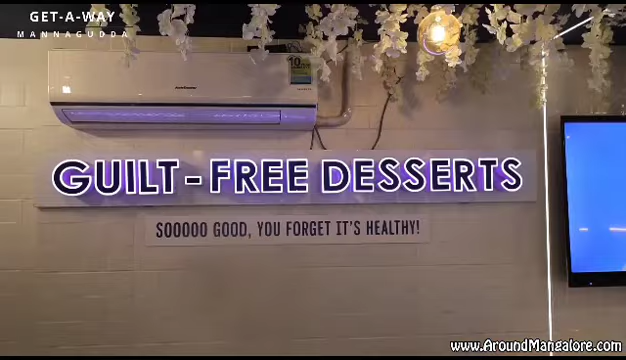 GET-A-WAY
MANNAGUDDA
GUILT-FREE DESSERTS
SOOOOO GOOD, YOU FORGET IT'S HEALTHY!
www.AroundMangalore.com